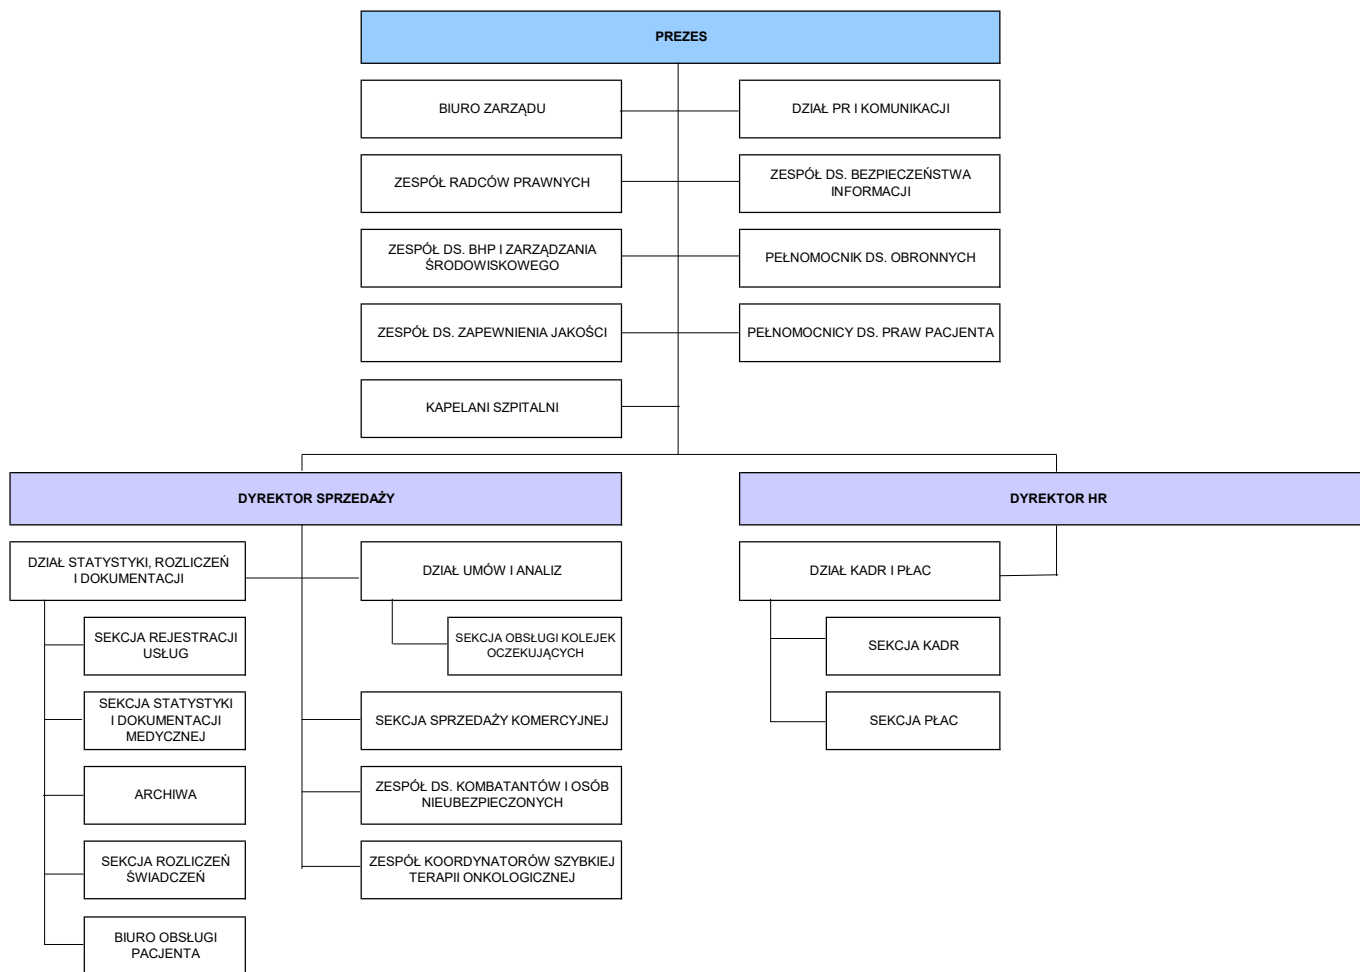 PREZES
BIURO ZARZĄDU
DZIAŁ PR I KOMUNIKACJI
ZESPÓŁ RADCÓW PRAWNYCH
ZESPÓŁ DS. BEZPIECZEŃSTWA
INFORMACJI
ZESPÓŁ DS. BHP I ZARZĄDZANIA
ŚRODOWISKOWEGO
PEŁNOMOCNIK DS. OBRONNYCH
ZESPÓŁ DS. ZAPEWNIENIA JAKOŚCI
PEŁNOMOCNICY DS. PRAW PACJENTA
KAPELANI SZPITALNI
DYREKTOR SPRZEDAŻY
DYREKTOR HR
DZIAŁ STATYSTYKI, ROZLICZEŃ
I DOKUMENTACJI
DZIAŁ UMÓW I ANALIZ
DZIAŁ KADR I PŁAC
SEKCJA REJESTRACJI
USŁUG
SEKCJA OBSŁUGI KOLEJEK
OCZEKUJĄCYCH
SEKCJA KADR
SEKCJA STATYSTYKI
I DOKUMENTACJI
MEDYCZNEJ
SEKCJA SPRZEDAŻY KOMERCYJNEJ
SEKCJA PŁAC
ARCHIWA
ZESPÓŁ DS. KOMBATANTÓW I OSÓB
NIEUBEZPIECZONYCH
SEKCJA ROZLICZEŃ
ŚWIADCZEŃ
ZESPÓŁ KOORDYNATORÓW SZYBKIEJ
TERAPII ONKOLOGICZNEJ
BIURO OBSŁUGI
PACJENTA